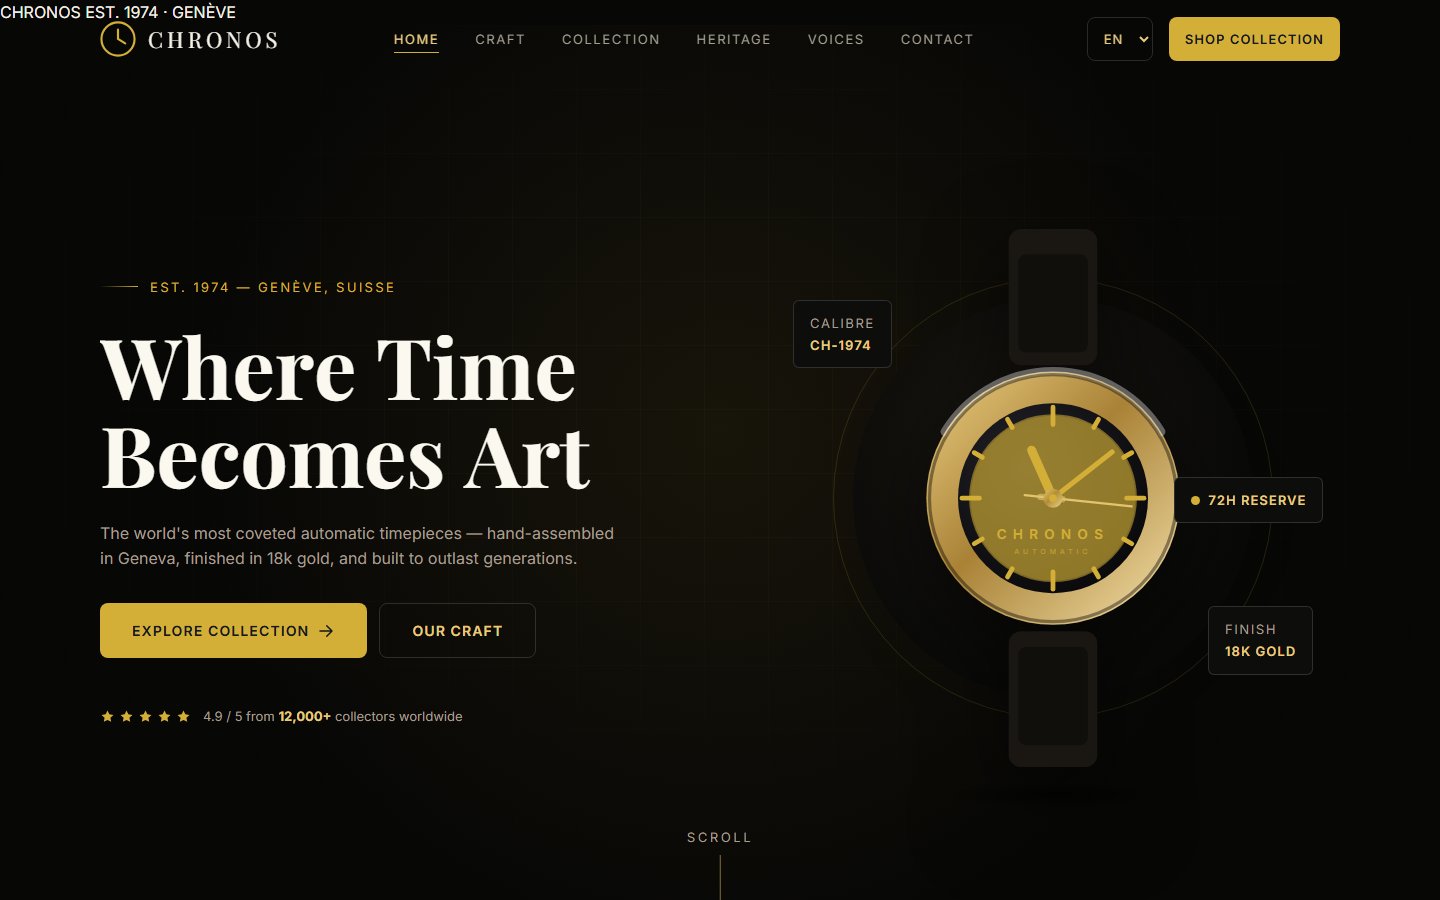 CHRONOS EST. 1974 · GENÈVE
CHRONOS
HOME CRAFT COLLECTION HERITAGE VOICES CONTACT
EN
SHOP COLLECTION
EST. 1974 — GENÈVE, SUISSE
Where Time
Becomes Art
The world's most coveted automatic timepieces — hand-assembled
in Geneva, finished in 18k gold, and built to outlast generations.
EXPLORE COLLECTION →
OUR CRAFT
4.9 / 5 from 12,000+ collectors worldwide
CALIBRE
CH-1974
72H RESERVE
CHRONOS
AUTOMATIC
FINISH
18K GOLD
SCROLL